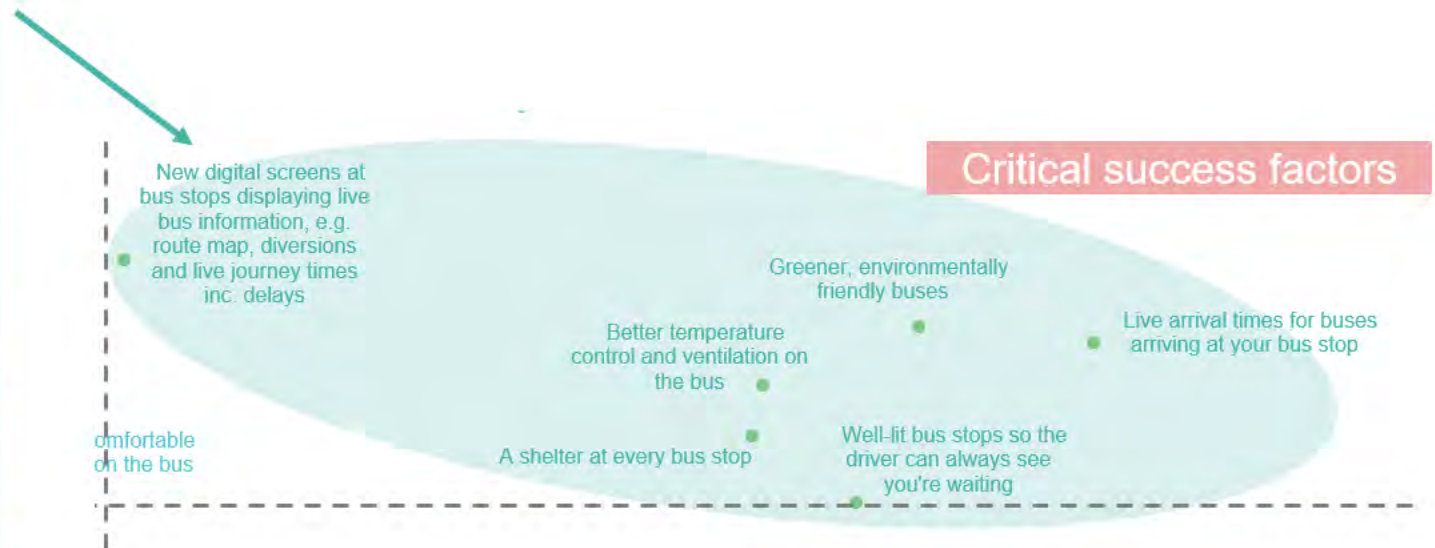 Critical success factors
New digital screens at
bus stops displaying live
bus information, e.g.
route map, diversions
and live journey times
inc. delays
Greener, environmentally
friendly buses
Live arrival times for buses
arriving at your bus stop
Better temperature
control and ventilation on
the bus
omfortable
on the bus
A shelter at every bus stop
Well-lit bus stops so the
driver can always see
you're waiting